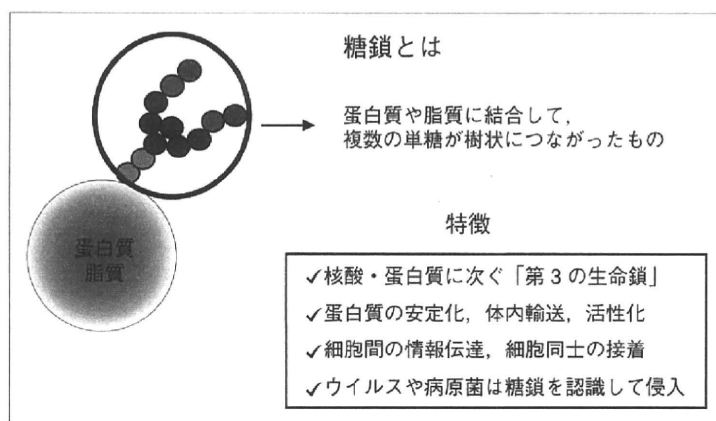 糖鎖とは
蛋白質や脂質に結合して,
複数の単糖が樹状につながったもの
蛋白質
脂質
特徴
✓核酸・蛋白質に次ぐ「第3の生命鎖」
✓蛋白質の安定化,体内輸送,活性化
✓細胞間の情報伝達,細胞同士の接着
✓ウイルスや病原菌は糖鎖を認識して侵入